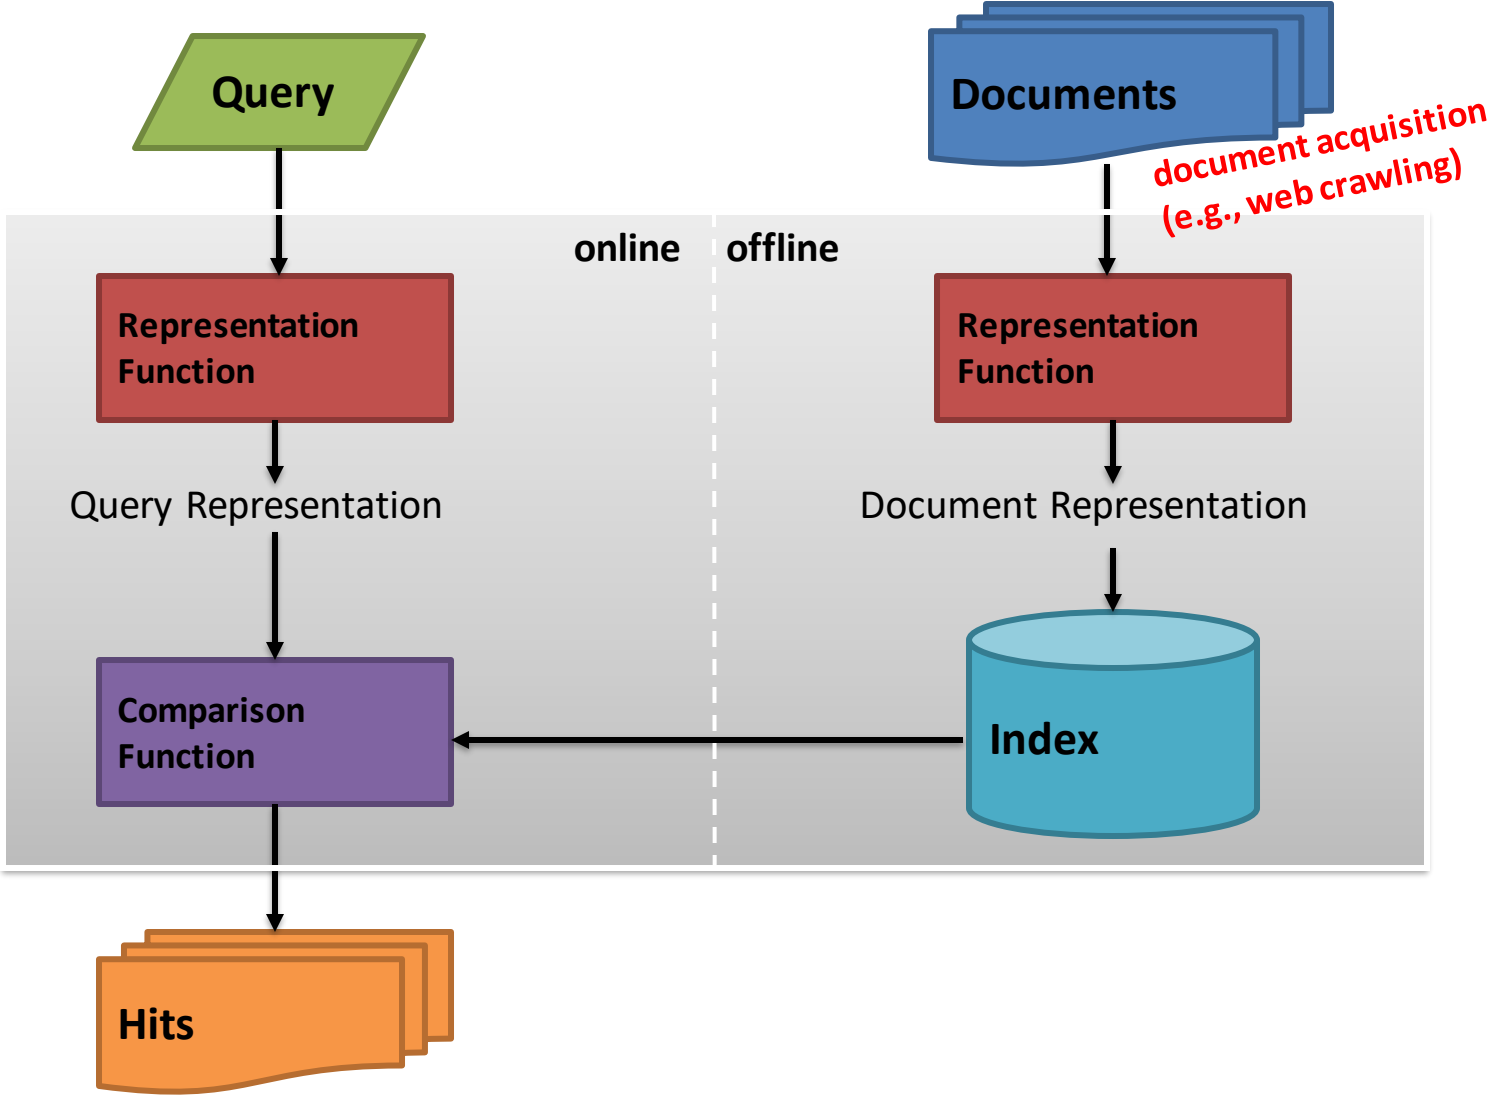 Query
Documents
document acquisition
(e.g., web crawling)
online
offline
Representation
Function
Representation
Function
Query Representation
Document Representation
Comparison
Function
Index
Hits